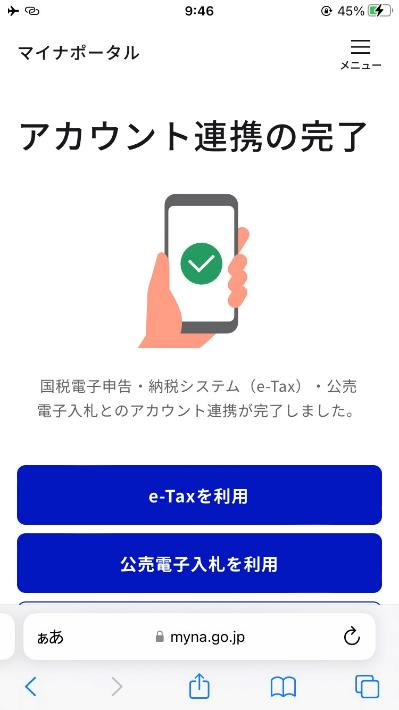 9:46
45%
マイナポータル
メニュー
アカウント連携の完了
国税電子申告・納税システム（e-Tax）・公売
電子入札とのアカウント連携が完了しました。
e-Taxを利用
公売電子入札を利用
ぁあ
myna.go.jp